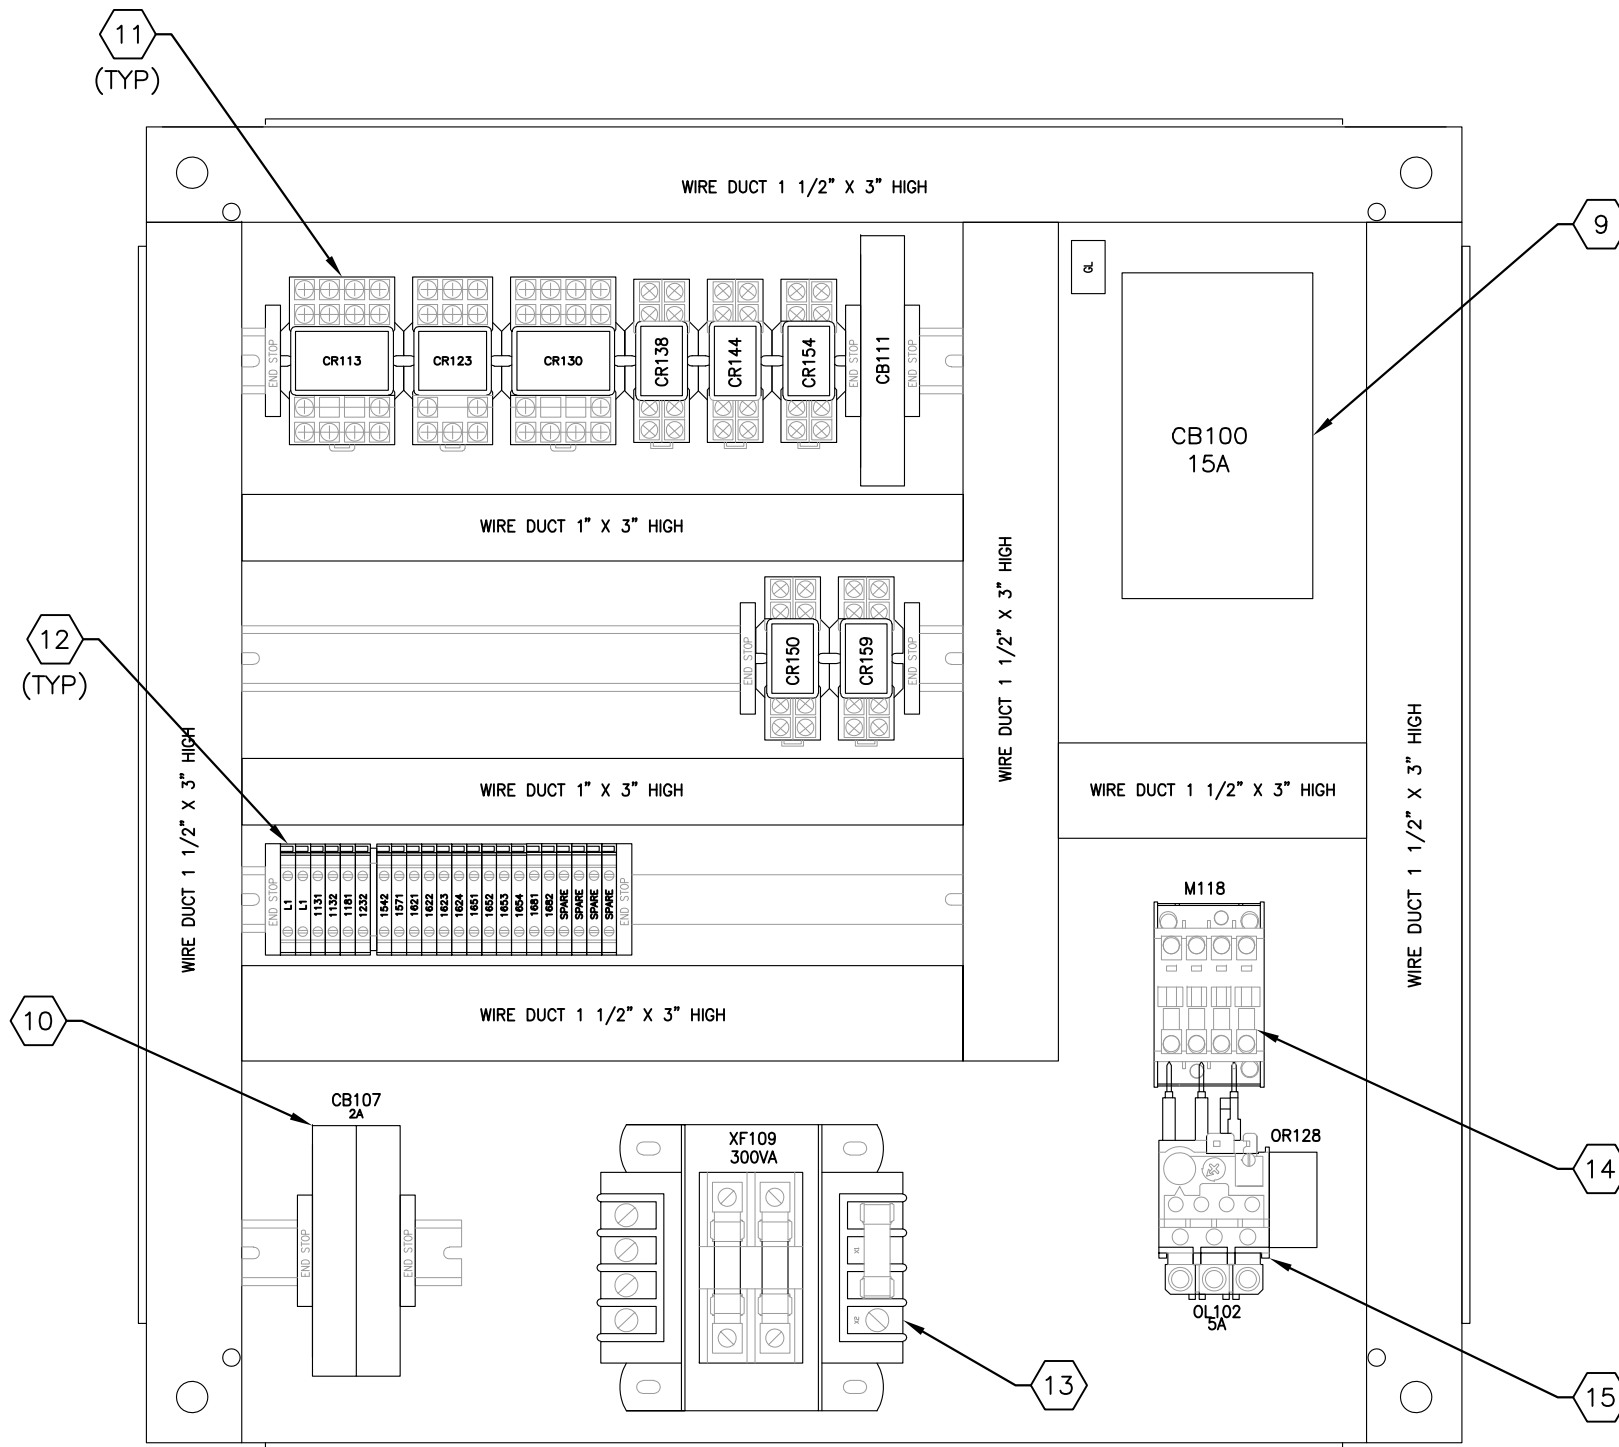 11
(TYP)
WIRE DUCT 1 1/2" X 3" HIGH
9
GL
END STOP
CR113
CR123
CR130
CR138
CR144
CR154
END STOP
CB111
END STOP
CB100
15A
WIRE DUCT 1" X 3" HIGH
WIRE DUCT 1 1/2" X 3" HIGH
12
(TYP)
END STOP
CR150
CR159
END STOP
WIRE DUCT 1 1/2" X 3" HIGH
WIRE DUCT 1" X 3" HIGH
WIRE DUCT 1 1/2" X 3" HIGH
WIRE DUCT 1 1/2" X 3" HIGH
END STOP
L1
L1
1131
1132
1181
1232
1542
1571
1621
1622
1623
1624
1651
1652
1653
1654
1681
1682
SPARE
SPARE
SPARE
SPARE
END STOP
M118
10
WIRE DUCT 1 1/2" X 3" HIGH
CB107
2A
END STOP
END STOP
XF109
300VA
X1
X2
OR128
14
OL102
5A
13
15